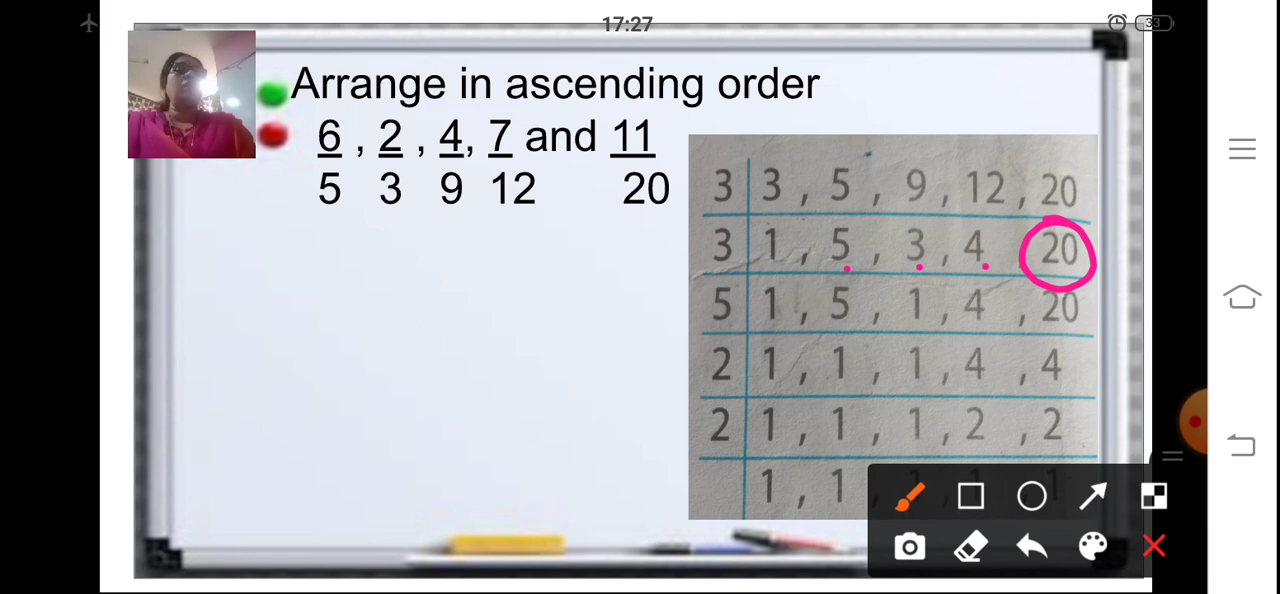 17:27
33
Arrange in ascending order
6 , 2 , 4, 7 and 11
5 3 9 12 20
3 3 , 5 , 9 , 12 , 20
3 1 , 5 , 3 , 4 20
5 1 , 5 , 1 , 4 , 20
2 1 , 1 , 1 , 4 , 4
2 1 , 1 , 1 , 2 , 2
1 , 1 ,